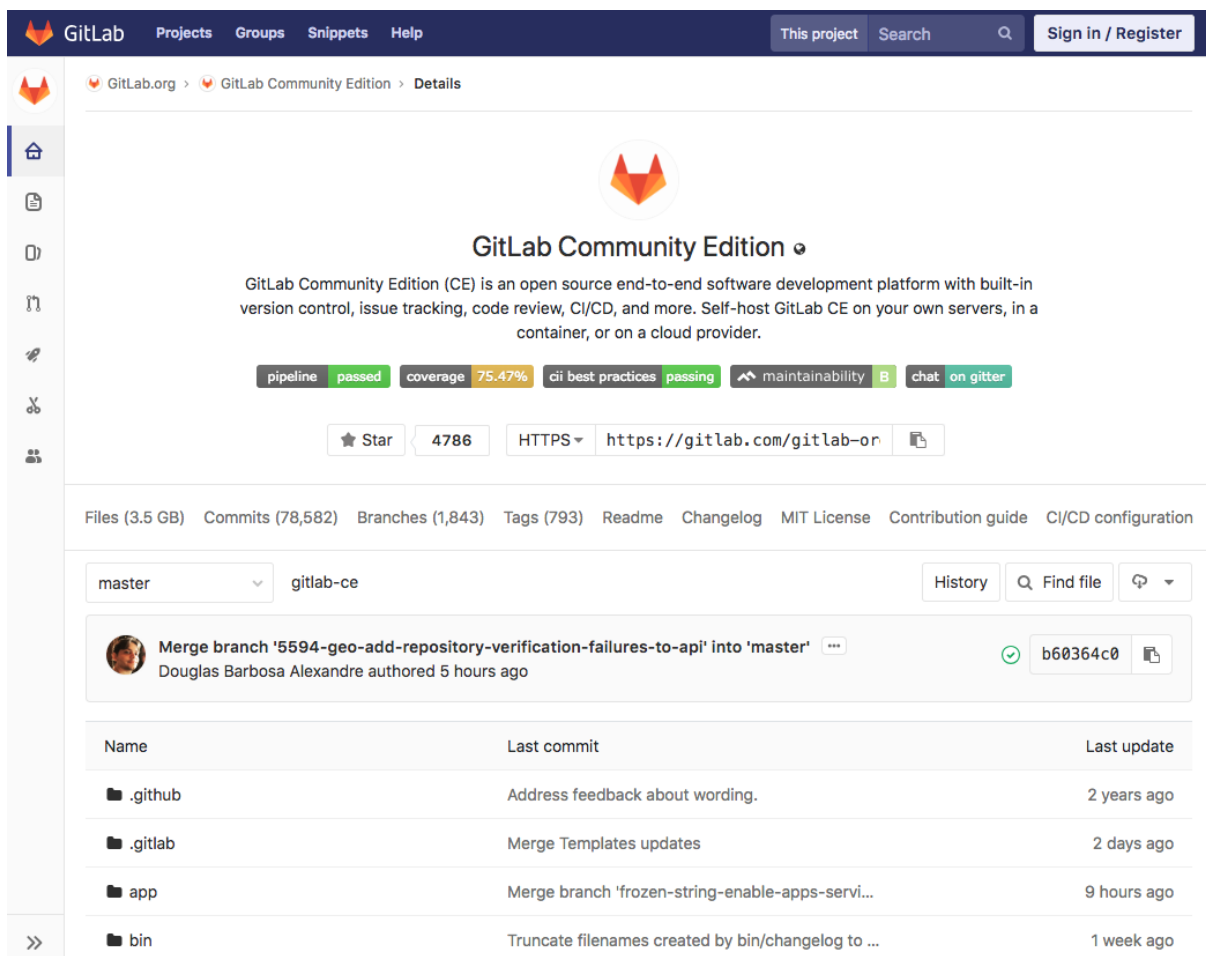 GitLab Projects Groups Snippets Help This project Search Sign in / Register
GitLab.org › GitLab Community Edition › Details
GitLab Community Edition
GitLab Community Edition (CE) is an open source end-to-end software development platform with built-in
version control, issue tracking, code review, CI/CD, and more. Self-host GitLab CE on your own servers, in a
container, or on a cloud provider.
pipeline passed coverage 75.47% cii best practices passing maintainability B chat on gitter
Star 4786 HTTPS https://gitlab.com/gitlab-or
Files (3.5 GB) Commits (78,582) Branches (1,843) Tags (793) Readme Changelog MIT License Contribution guide CI/CD configuration
master gitlab-ce History Find file
Merge branch '5594-geo-add-repository-verification-failures-to-api' into 'master' ...
Douglas Barbosa Alexandre authored 5 hours ago
b60364c0
Name Last commit Last update
.github Address feedback about wording. 2 years ago
.gitlab Merge Templates updates 2 days ago
app Merge branch 'frozen-string-enable-apps-servi... 9 hours ago
bin Truncate filenames created by bin/changelog to ... 1 week ago